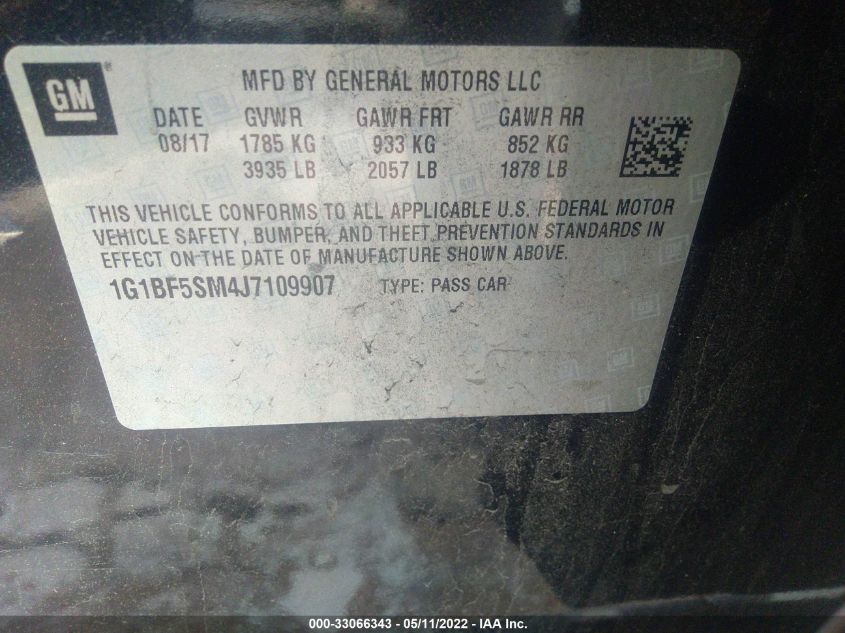 GM
MFD BY GENERAL MOTORS LLC
DATE GVWR GAWR FRT GAWR RR
08/17 1785 KG 933 KG 852 KG
3935 LB 2057 LB 1878 LB
THIS VEHICLE CONFORMS TO ALL APPLICABLE U.S. FEDERAL MOTOR
VEHICLE SAFETY, BUMPER, AND THEFT PREVENTION STANDARDS IN
EFFECT ON THE DATE OF MANUFACTURE SHOWN ABOVE.
1G1BF5SM4J7109907 TYPE: PASS CAR
000-33066343 - 05/11/2022 - IAA Inc.